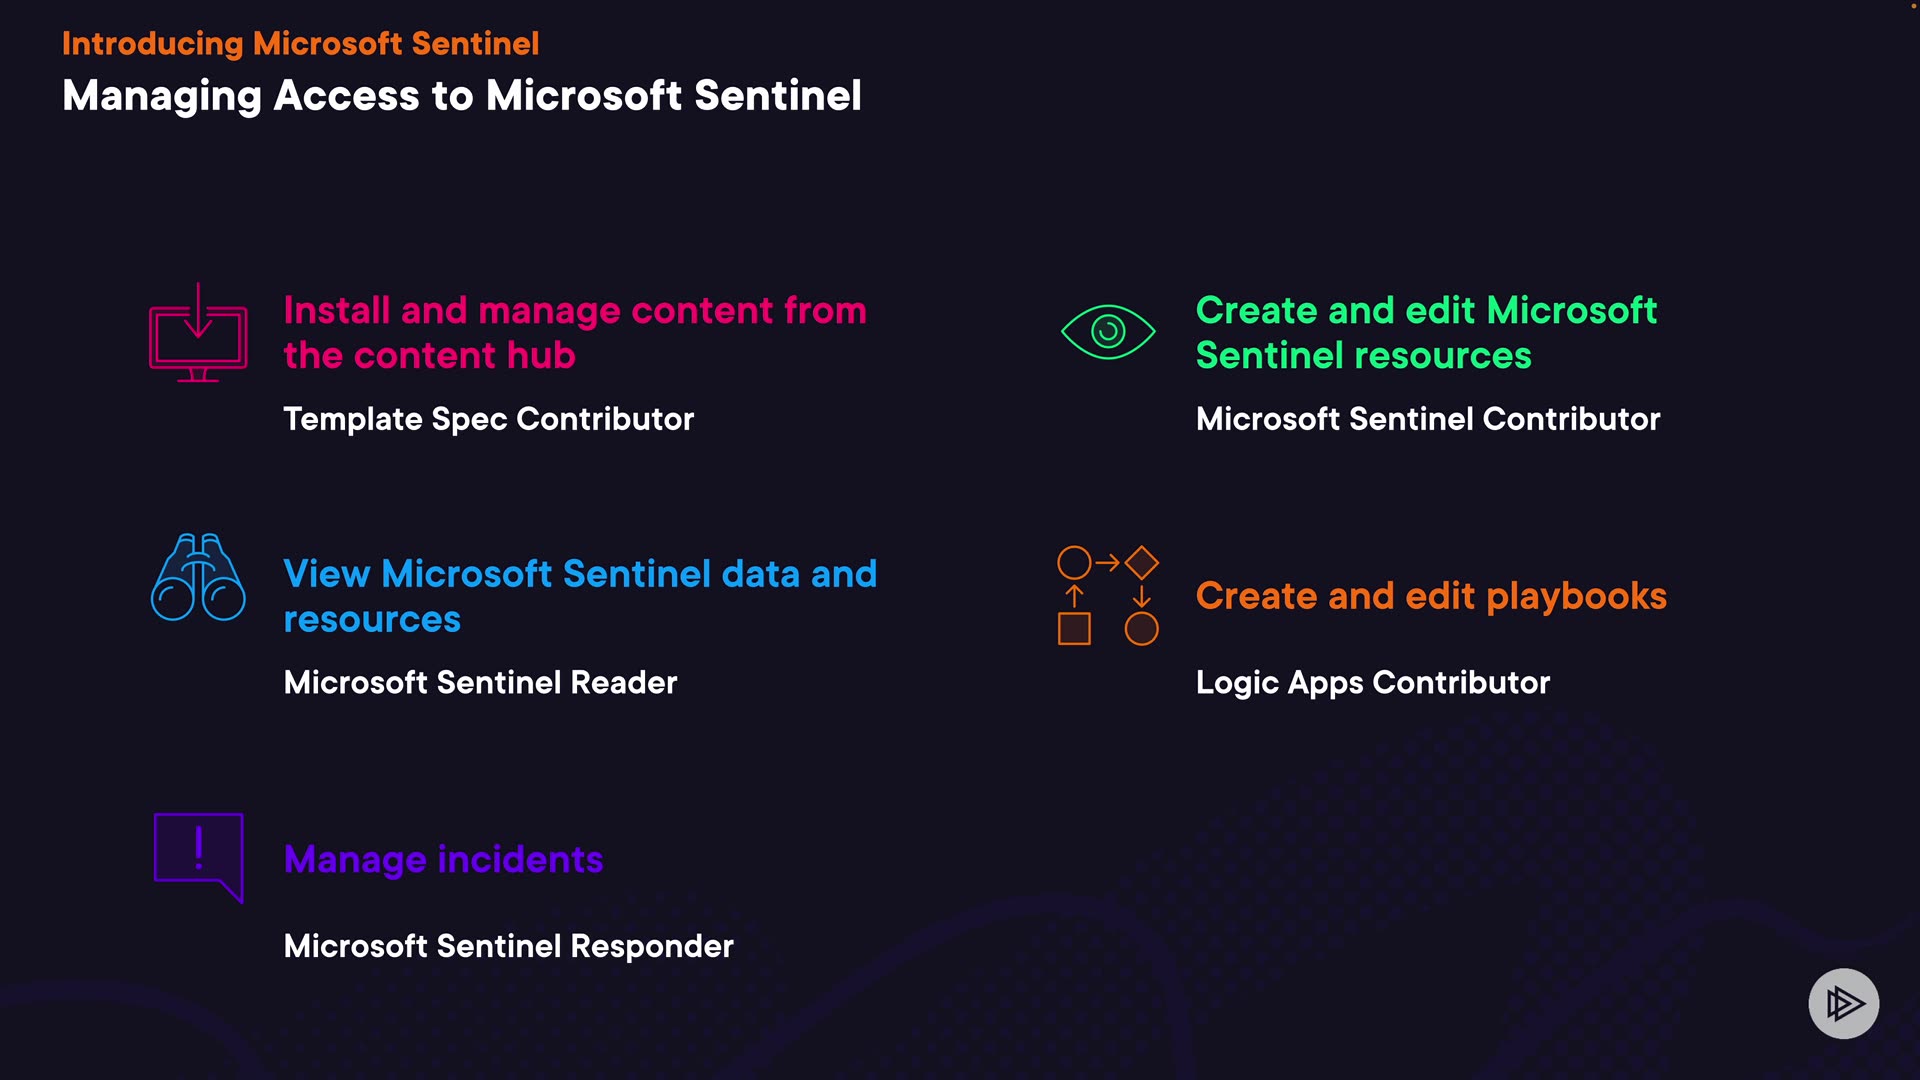 Introducing Microsoft Sentinel
Managing Access to Microsoft Sentinel
Install and manage content from
the content hub
Template Spec Contributor
Create and edit Microsoft
Sentinel resources
Microsoft Sentinel Contributor
View Microsoft Sentinel data and
resources
Microsoft Sentinel Reader
Create and edit playbooks
Logic Apps Contributor
Manage incidents
Microsoft Sentinel Responder